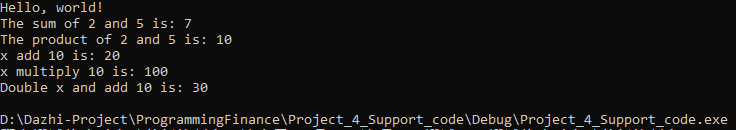 Hello, world!
The sum of 2 and 5 is: 7
The product of 2 and 5 is: 10
x add 10 is: 20
x multiply 10 is: 100
Double x and add 10 is: 30
D:\Dazhi-Project\ProgrammingFinance\Project_4_Support_code\Debug\Project_4_Support_code.exe